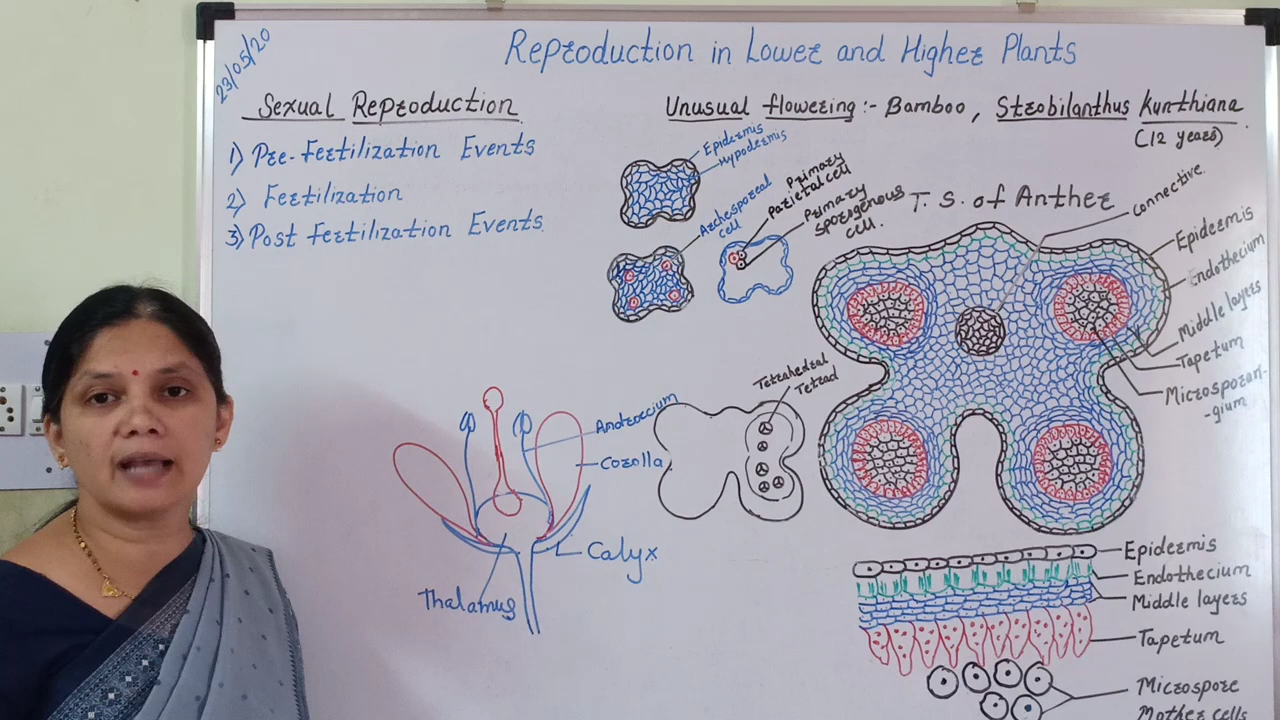 23/05/20
Reproduction in Lower and Higher Plants
Sexual Reproduction
1) Pre-Fertilization Events
2) Fertilization
3) Post Fertilization Events
Unusual flowering :- Bamboo, Strobilanthus kunthiana
(12 years)
Epidermis
Hypodermis
Archesporeal
cell
Primary
Parietal cell
Primary
sporogenous
cell.
T. S. of Anther
connective.
Epidermis
Endothecium
Middle layers
Tapetum
Microsporan-
-gium
Tetrahedral
Tetrad
Androecium
Corolla
Calyx
Thalamus
Epidermis
Endothecium
Middle layers
Tapetum
Microspore
Mother cells